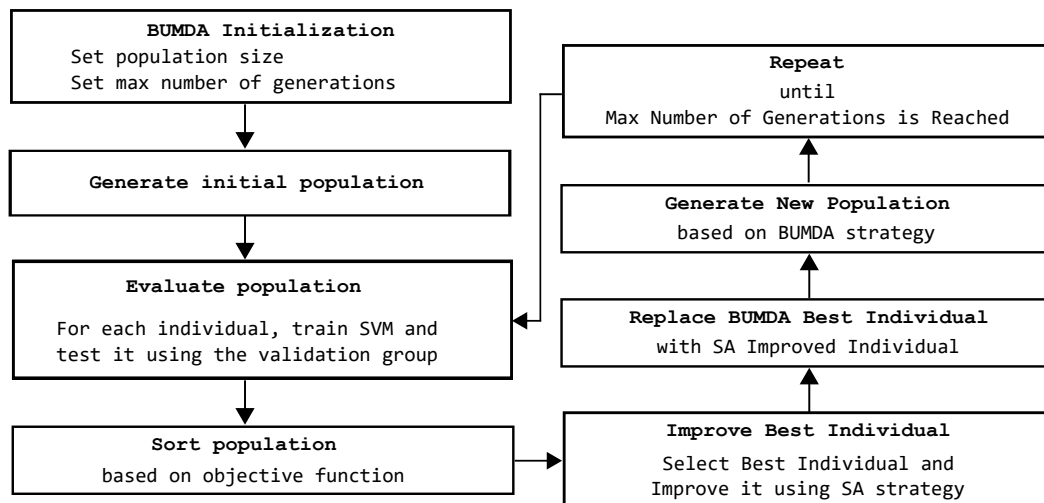 BUMDA Initialization
Set population size
Set max number of generations
Generate initial population
Evaluate population
For each individual, train SVM and
test it using the validation group
Sort population
based on objective function
Improve Best Individual
Select Best Individual and
Improve it using SA strategy
Replace BUMDA Best Individual
with SA Improved Individual
Generate New Population
based on BUMDA strategy
Repeat
until
Max Number of Generations is Reached